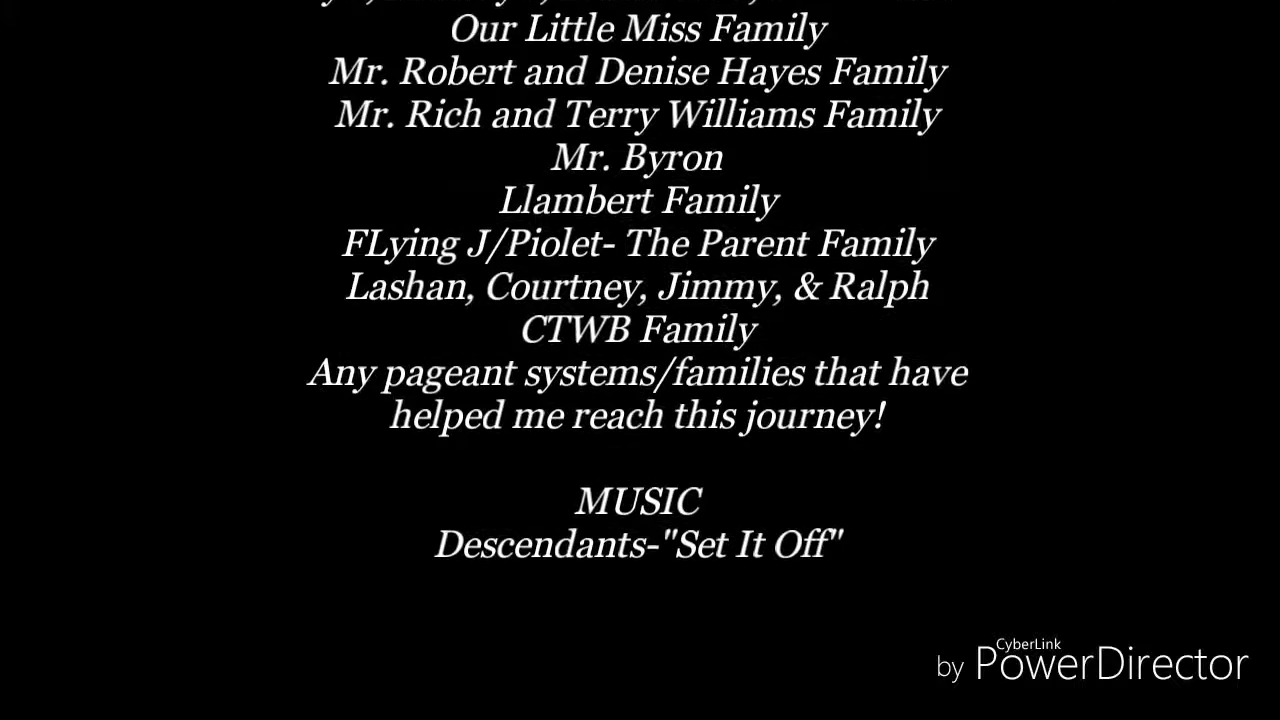 Our Little Miss Family
Mr. Robert and Denise Hayes Family
Mr. Rich and Terry Williams Family
Mr. Byron
Llambert Family
FLying J/Piolet- The Parent Family
Lashan, Courtney, Jimmy, & Ralph
CTWB Family
Any pageant systems/families that have
helped me reach this journey!
MUSIC
Descendants-"Set It Off"
CyberLink
by PowerDirector